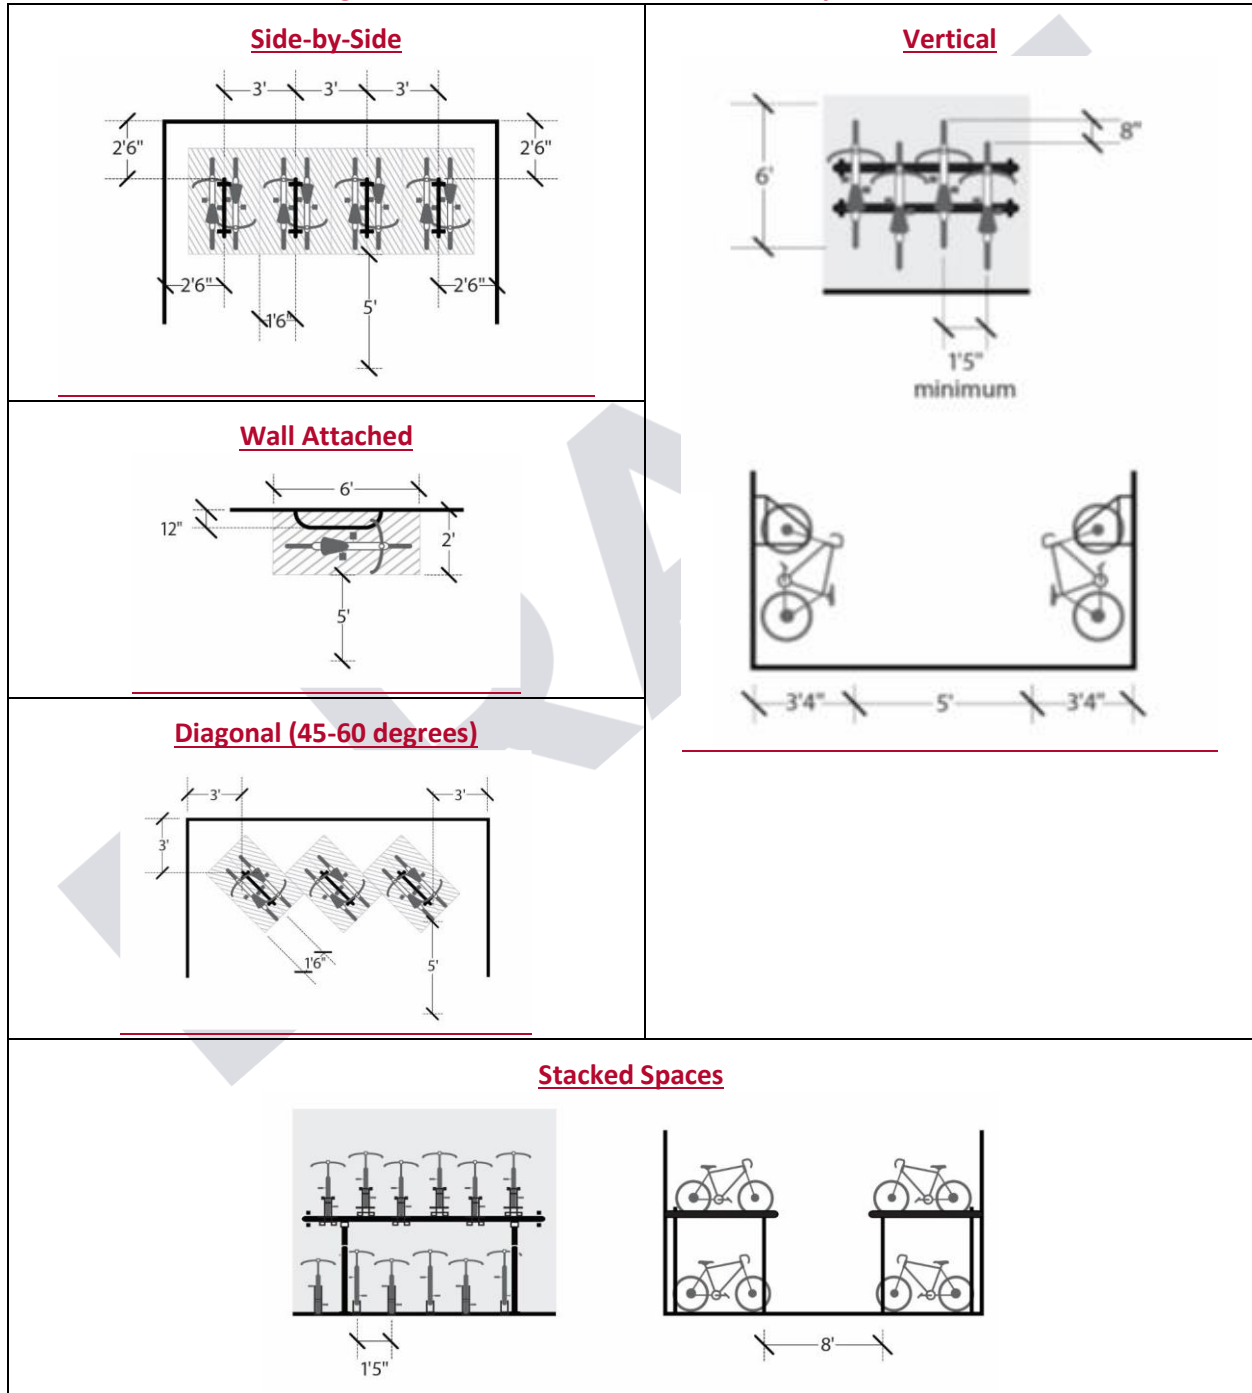 Side-by-Side
3' 3' 3'
2'6" 2'6"
2'6" 2'6"
1'6" 5'
Wall Attached
6'
12" 2'
5'
Diagonal (45-60 degrees)
3' 3'
3'
1'6" 5'
Vertical
8"
6'
1'5"
minimum
3'4" 5' 3'4"
Stacked Spaces
1'5" 8'